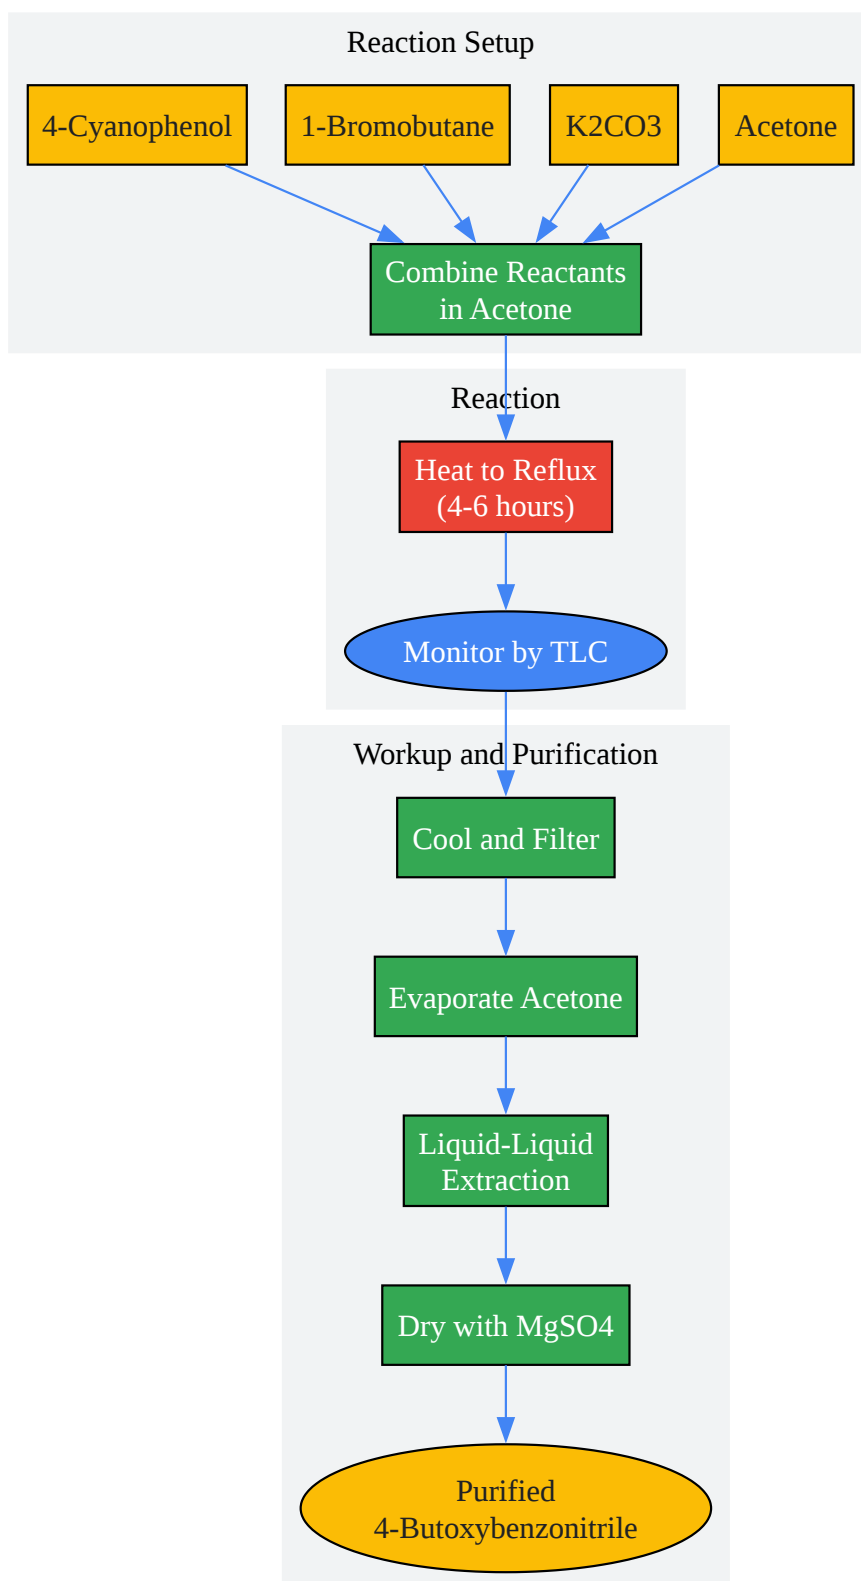 Reaction Setup
4-Cyanophenol
1-Bromobutane
K2CO3
Acetone
Combine Reactants
in Acetone
Reaction
Heat to Reflux
(4-6 hours)
Monitor by TLC
Workup and Purification
Cool and Filter
Evaporate Acetone
Liquid-Liquid
Extraction
Dry with MgSO4
Purified
4-Butoxybenzonitrile